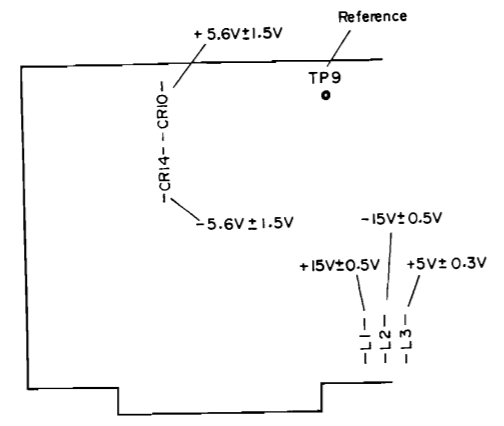 Reference
+5.6V±1.5V
TP9
-CR14--CR10-
-5.6V±1.5V
-15V±0.5V
+15V±0.5V
+5V±0.3V
-L1-
-L2-
-L3-